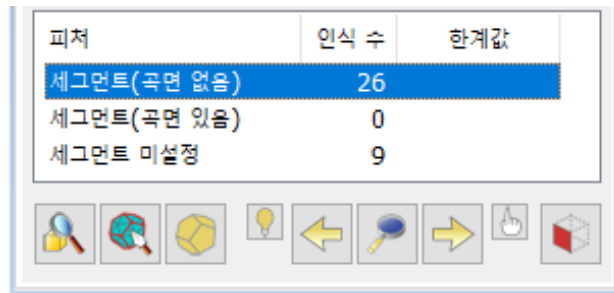 피처 인식 수 한계값
세그먼트(곡면 없음) 26
세그먼트(곡면 있음) 0
세그먼트 미설정 9